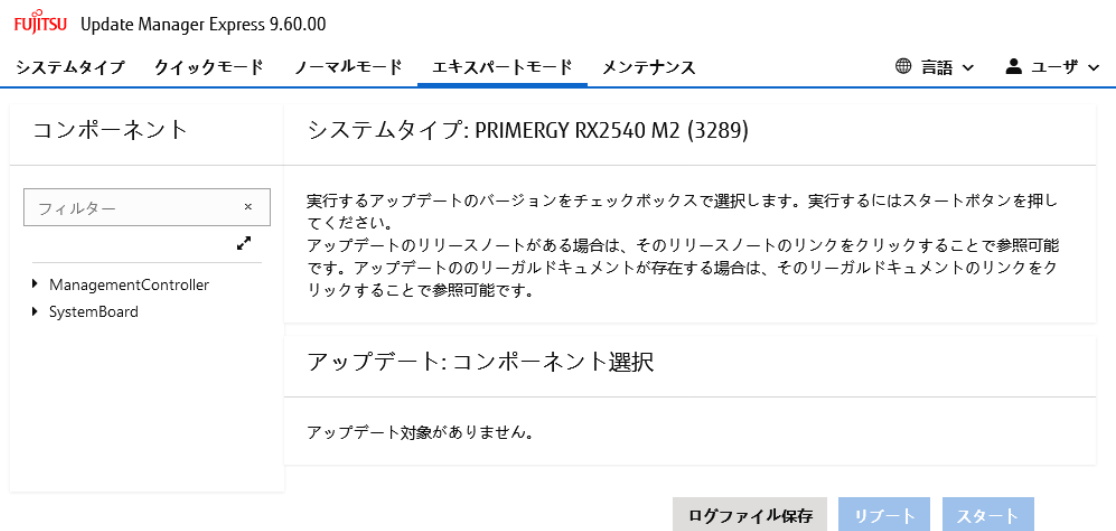 FUJITSU Update Manager Express 9.60.00
システムタイプ クイックモード ノーマルモード エキスパートモード メンテナンス 言語 ユーザ
コンポーネント
システムタイプ: PRIMERGY RX2540 M2 (3289)
フィルター ×
実行するアップデートのバージョンをチェックボックスで選択します。実行するにはスタートボタンを押し
てください。
アップデートのリリースノートがある場合は、そのリリースノートのリンクをクリックすることで参照可能
です。アップデートののリーガルドキュメントが存在する場合は、そのリーガルドキュメントのリンクをク
リックすることで参照可能です。
ManagementController
SystemBoard
アップデート: コンポーネント選択
アップデート対象がありません。
ログファイル保存 リブート スタート